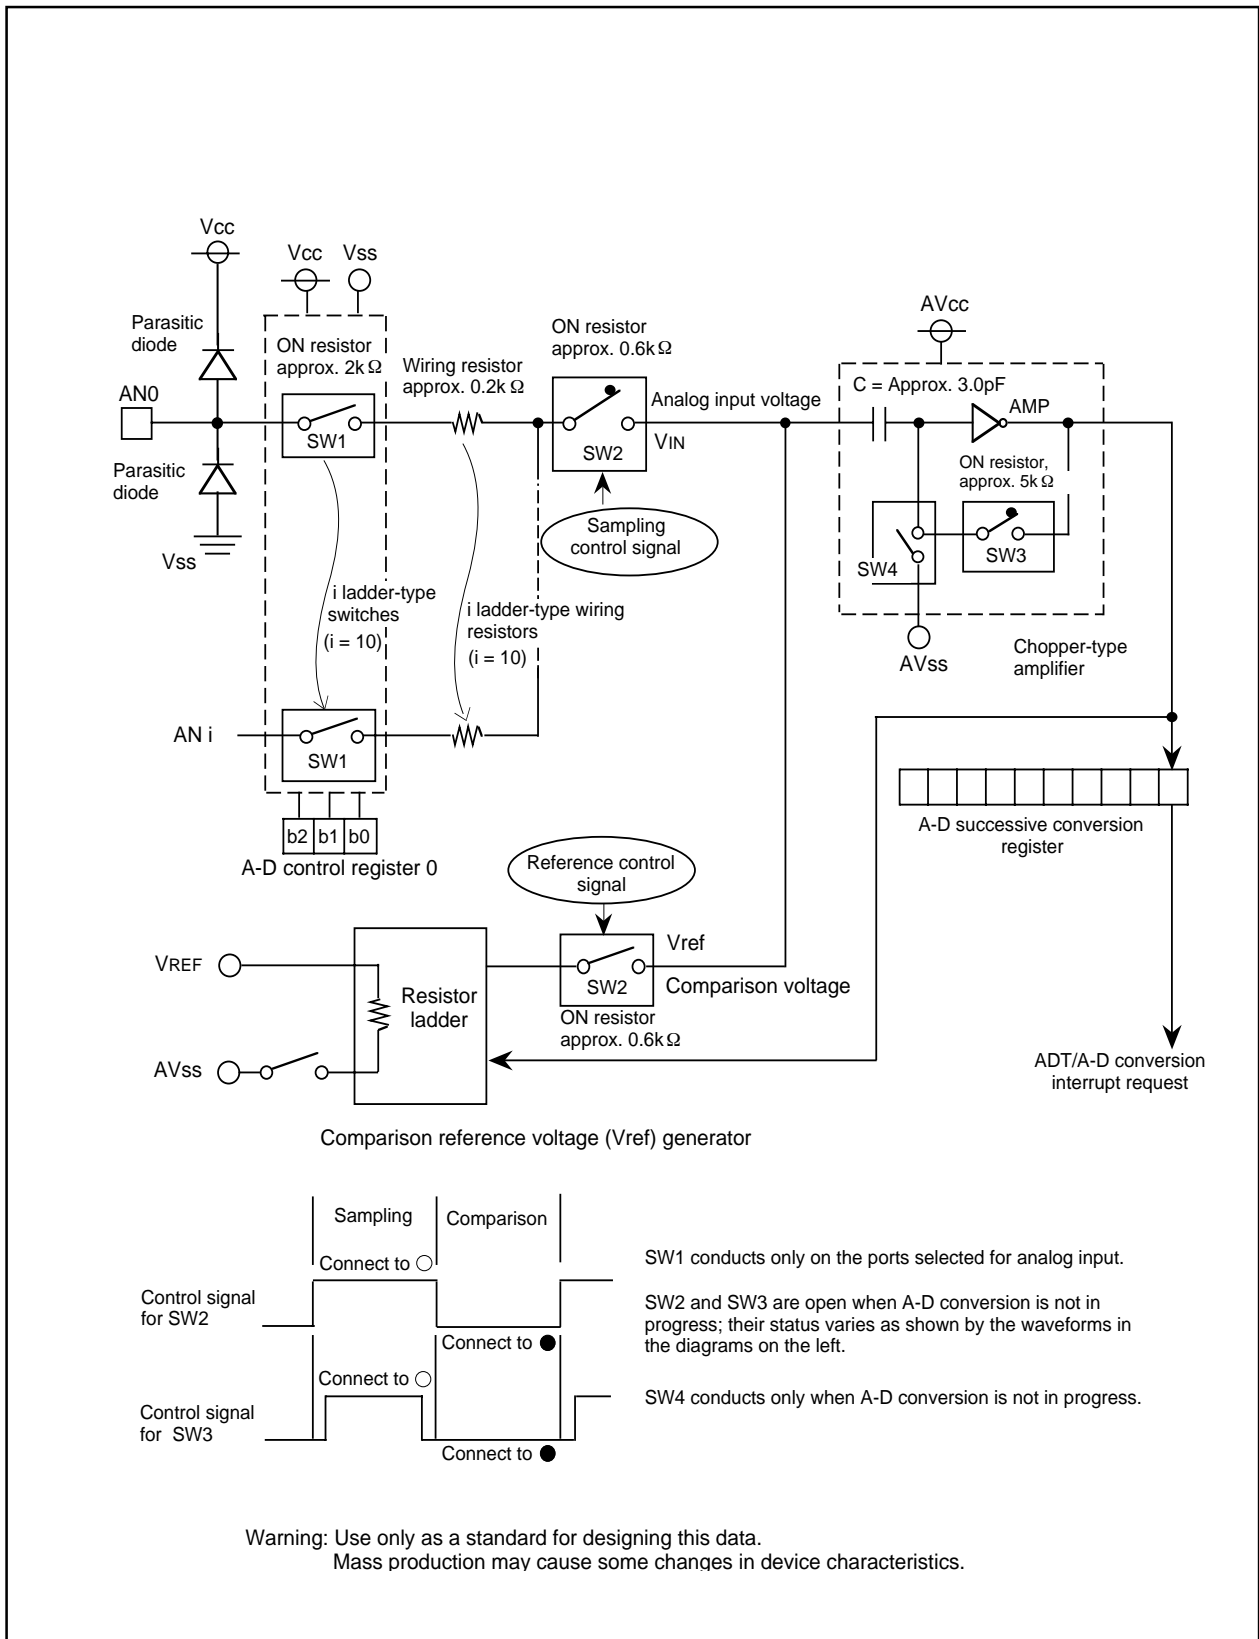 Vcc
Vcc
Vss
AVcc
Parasitic
diode
ON resistor
approx. 2kΩ
Wiring resistor
approx. 0.2kΩ
ON resistor
approx. 0.6kΩ
C = Approx. 3.0pF
AN0
SW1
SW2
Analog input voltage
VIN
AMP
Parasitic
diode
ON resistor,
approx. 5kΩ
Sampling
control signal
SW4
SW3
Vss
i ladder-type
switches
(i = 10)
i ladder-type wiring
resistors
(i = 10)
AVss
Chopper-type
amplifier
AN i
SW1
b2 b1 b0
A-D control register 0
A-D successive conversion
register
Reference control
signal
VREF
Resistor
ladder
SW2
Vref
Comparison voltage
ON resistor
approx. 0.6kΩ
AVss
ADT/A-D conversion
interrupt request
Comparison reference voltage (Vref) generator
Sampling
Comparison
Connect to ○
Control signal
for SW2
Connect to ●
Connect to ○
Control signal
for SW3
Connect to ●
SW1 conducts only on the ports selected for analog input.
SW2 and SW3 are open when A-D conversion is not in
progress; their status varies as shown by the waveforms in
the diagrams on the left.
SW4 conducts only when A-D conversion is not in progress.
Warning: Use only as a standard for designing this data.
Mass production may cause some changes in device characteristics.